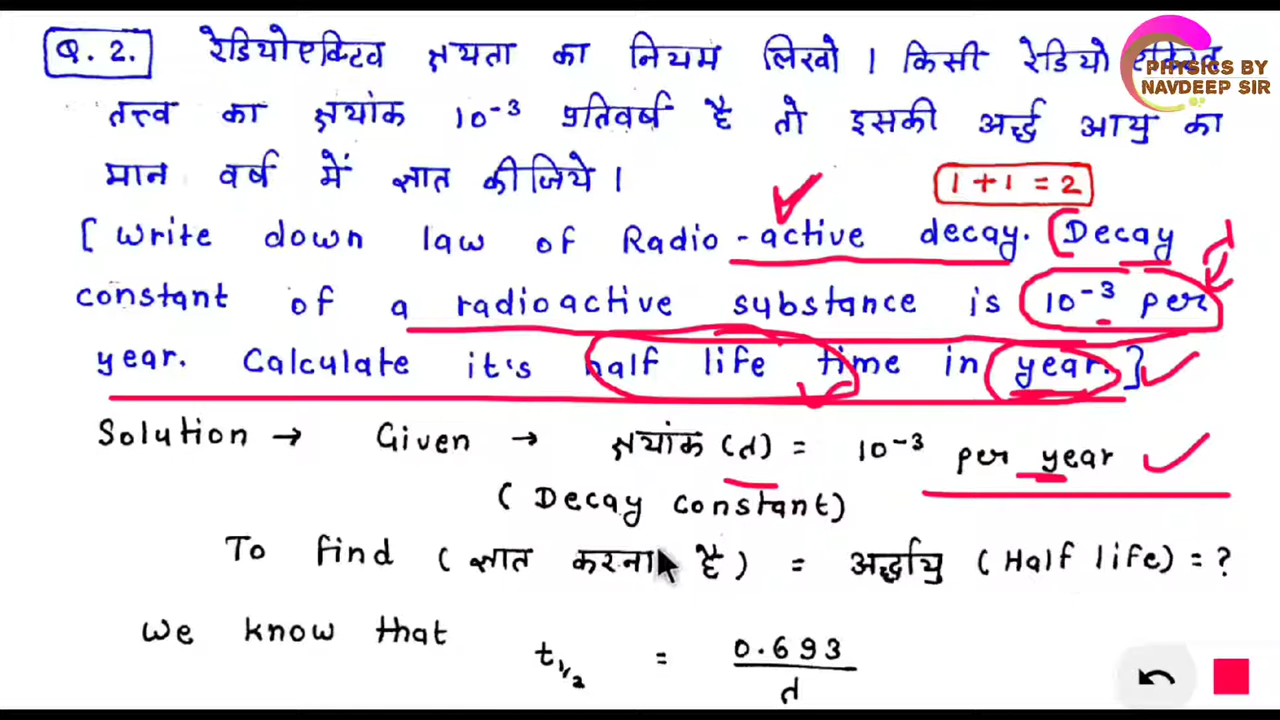 Q. 2. रेडियोएक्टिव क्षयता का नियम लिखो । किसी रेडियो
PHYSICS BY
NAVDEEP SIR
तत्त्व का क्षयांक 10⁻³ प्रतिवर्ष है तो इसकी अर्द्ध आयु का
मान वर्ष में ज्ञात कीजिये ।
1 + 1 = 2
[ Write down law of Radio-active decay. (Decay
constant of a radioactive substance is 10⁻³ per
year. Calculate it's half life time in year. ]
Solution → Given → क्षयांक (λ) = 10⁻³ per year
( Decay constant)
To find ( ज्ञात करना है ) = अर्द्धायु ( Half life) = ?
We know that
t₁/₂ = 0.693 / λ